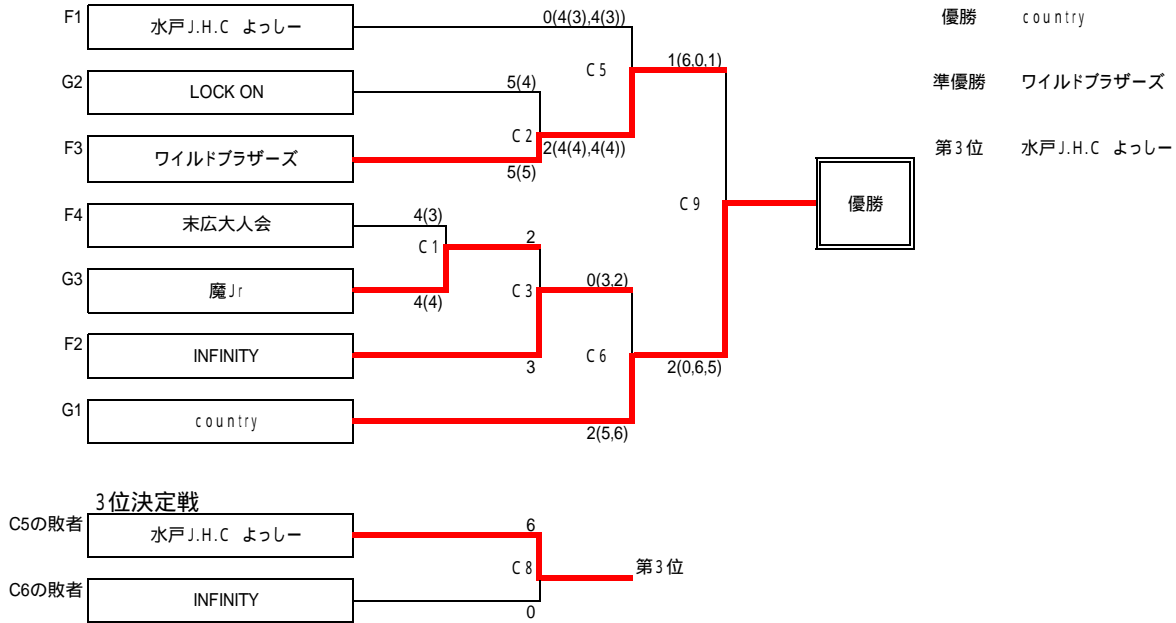 F1 水戸J.H.C よっしー 0(4(3),4(3)) 優勝 country
C5 1(6,0,1)
G2 LOCK ON 5(4) 準優勝 ワイルドブラザーズ
C2
F3 ワイルドブラザーズ 2(4(4),4(4)) 第3位 水戸J.H.C よっしー
5(5)
C9 優勝
F4 末広大人会 4(3)
C1 2
G3 魔Jr 4(4) C3 0(3,2)
F2 INFINITY 3 C6 2(0,6,5)
G1 country 2(5,6)
3位決定戦
C5の敗者 水戸J.H.C よっしー 6
C8 第3位
C6の敗者 INFINITY 0